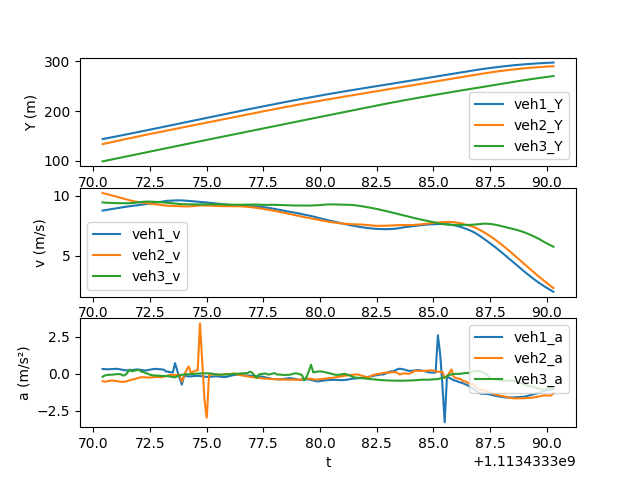 300
200
100
Y (m)
veh1_Y
veh2_Y
veh3_Y
70.0 72.5 75.0 77.5 80.0 82.5 85.0 87.5 90.0
10
5
v (m/s)
veh1_v
veh2_v
veh3_v
70.0 72.5 75.0 77.5 80.0 82.5 85.0 87.5 90.0
2.5
0.0
−2.5
a (m/s²)
veh1_a
veh2_a
veh3_a
70.0 72.5 75.0 77.5 80.0 82.5 85.0 87.5 90.0
t
+1.1134333e9